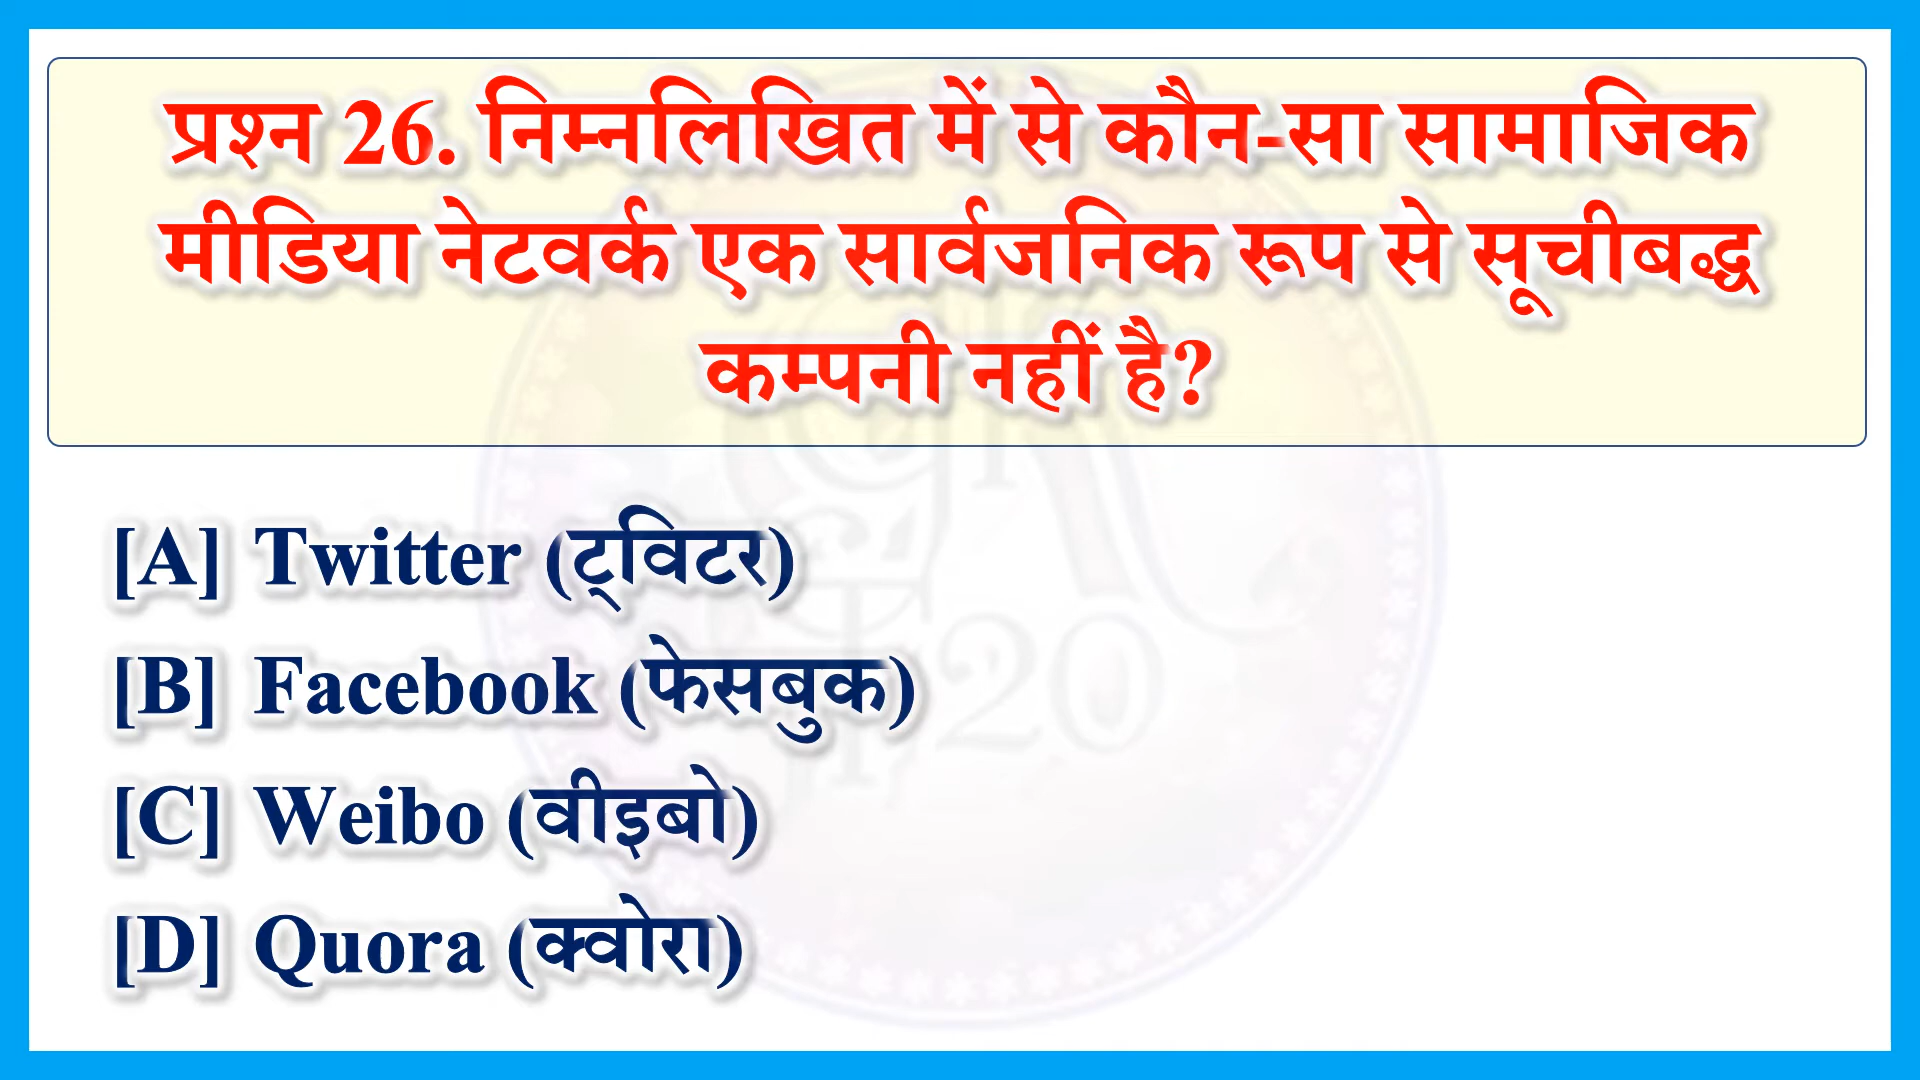 प्रश्न 26. निम्नलिखित में से कौन-सा सामाजिक
मीडिया नेटवर्क एक सार्वजनिक रूप से सूचीबद्ध
कम्पनी नहीं है?
[A] Twitter (ट्विटर)
[B] Facebook (फेसबुक)
[C] Weibo (वीइबो)
[D] Quora (क्वोरा)